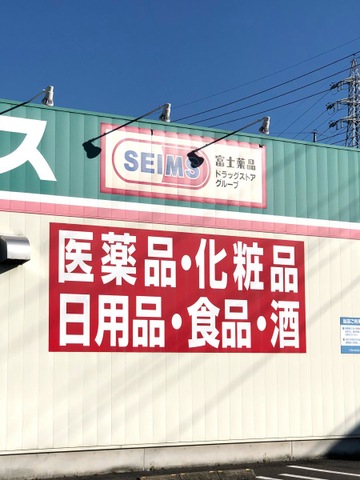 ス
SEIMS
富士薬品
ドラッグストア
グループ
医薬品・化粧品
日用品・食品・酒